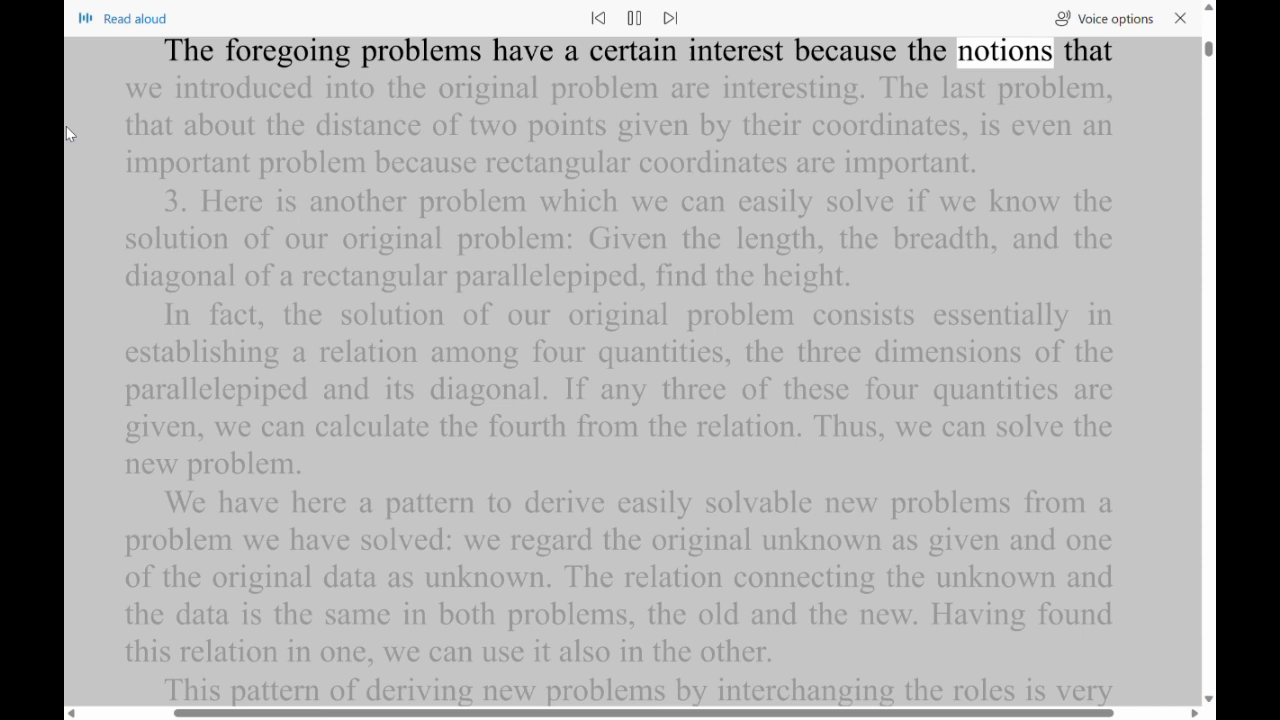 Read aloud
Voice options
The foregoing problems have a certain interest because the notions that
we introduced into the original problem are interesting. The last problem,
that about the distance of two points given by their coordinates, is even an
important problem because rectangular coordinates are important.
3. Here is another problem which we can easily solve if we know the
solution of our original problem: Given the length, the breadth, and the
diagonal of a rectangular parallelepiped, find the height.
In fact, the solution of our original problem consists essentially in
establishing a relation among four quantities, the three dimensions of the
parallelepiped and its diagonal. If any three of these four quantities are
given, we can calculate the fourth from the relation. Thus, we can solve the
new problem.
We have here a pattern to derive easily solvable new problems from a
problem we have solved: we regard the original unknown as given and one
of the original data as unknown. The relation connecting the unknown and
the data is the same in both problems, the old and the new. Having found
this relation in one, we can use it also in the other.
This pattern of deriving new problems by interchanging the roles is very